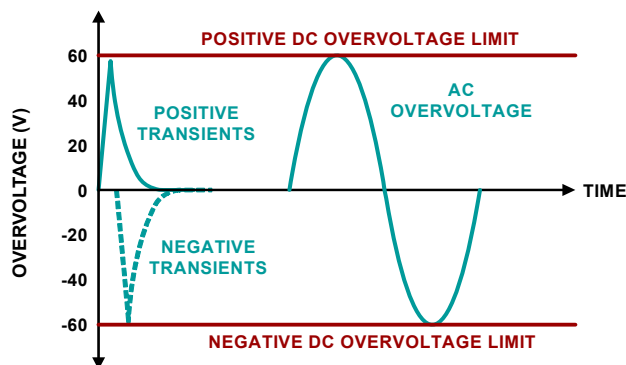 POSITIVE DC OVERVOLTAGE LIMIT
60
40
20
0
-20
-40
-60
OVERVOLTAGE (V)
POSITIVE
TRANSIENTS
AC
OVERVOLTAGE
TIME
NEGATIVE
TRANSIENTS
NEGATIVE DC OVERVOLTAGE LIMIT